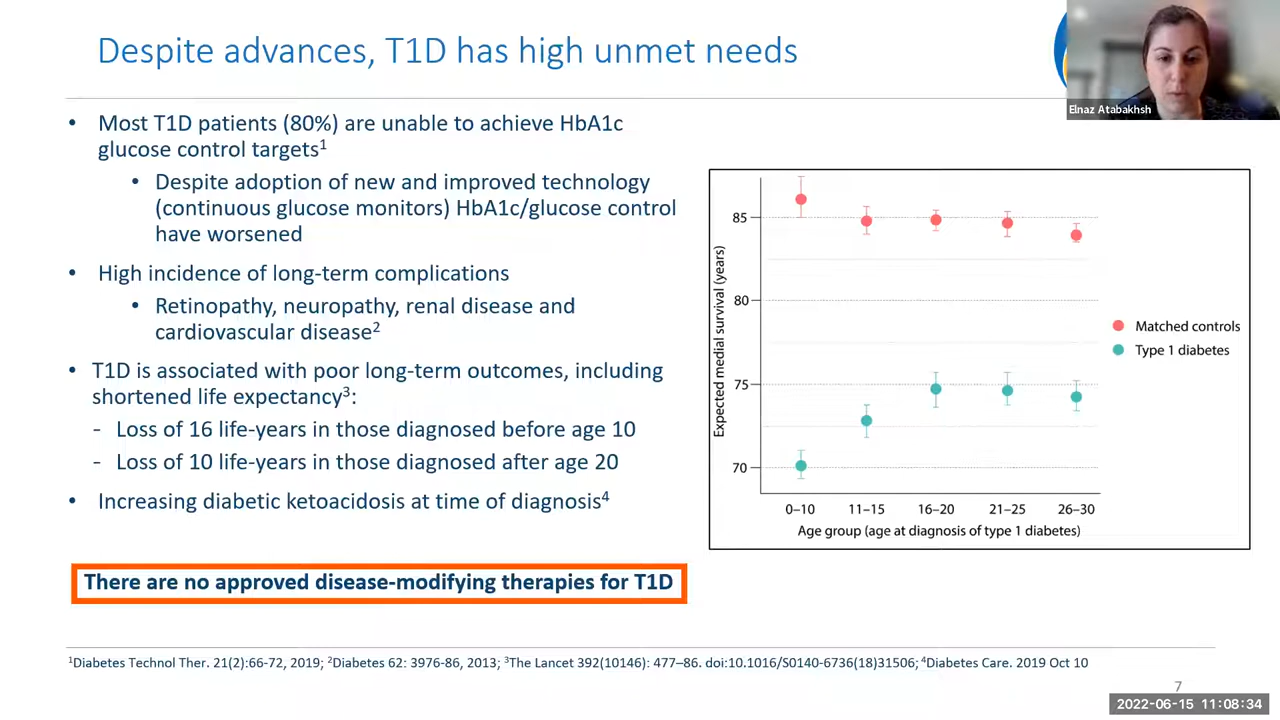 Despite advances, T1D has high unmet needs
Elnaz Atabakhsh
• Most T1D patients (80%) are unable to achieve HbA1c
glucose control targets¹
• Despite adoption of new and improved technology
(continuous glucose monitors) HbA1c/glucose control
have worsened
• High incidence of long-term complications
• Retinopathy, neuropathy, renal disease and
cardiovascular disease²
• T1D is associated with poor long-term outcomes, including
shortened life expectancy³:
- Loss of 16 life-years in those diagnosed before age 10
- Loss of 10 life-years in those diagnosed after age 20
• Increasing diabetic ketoacidosis at time of diagnosis⁴
There are no approved disease-modifying therapies for T1D
Expected medial survival (years)
85
80
75
70
0–10 11–15 16–20 21–25 26–30
Age group (age at diagnosis of type 1 diabetes)
Matched controls
Type 1 diabetes
¹Diabetes Technol Ther. 21(2):66-72, 2019; ²Diabetes 62: 3976-86, 2013; ³The Lancet 392(10146): 477–86. doi:10.1016/S0140-6736(18)31506; ⁴Diabetes Care. 2019 Oct 10
7
2022-06-15 11:08:34